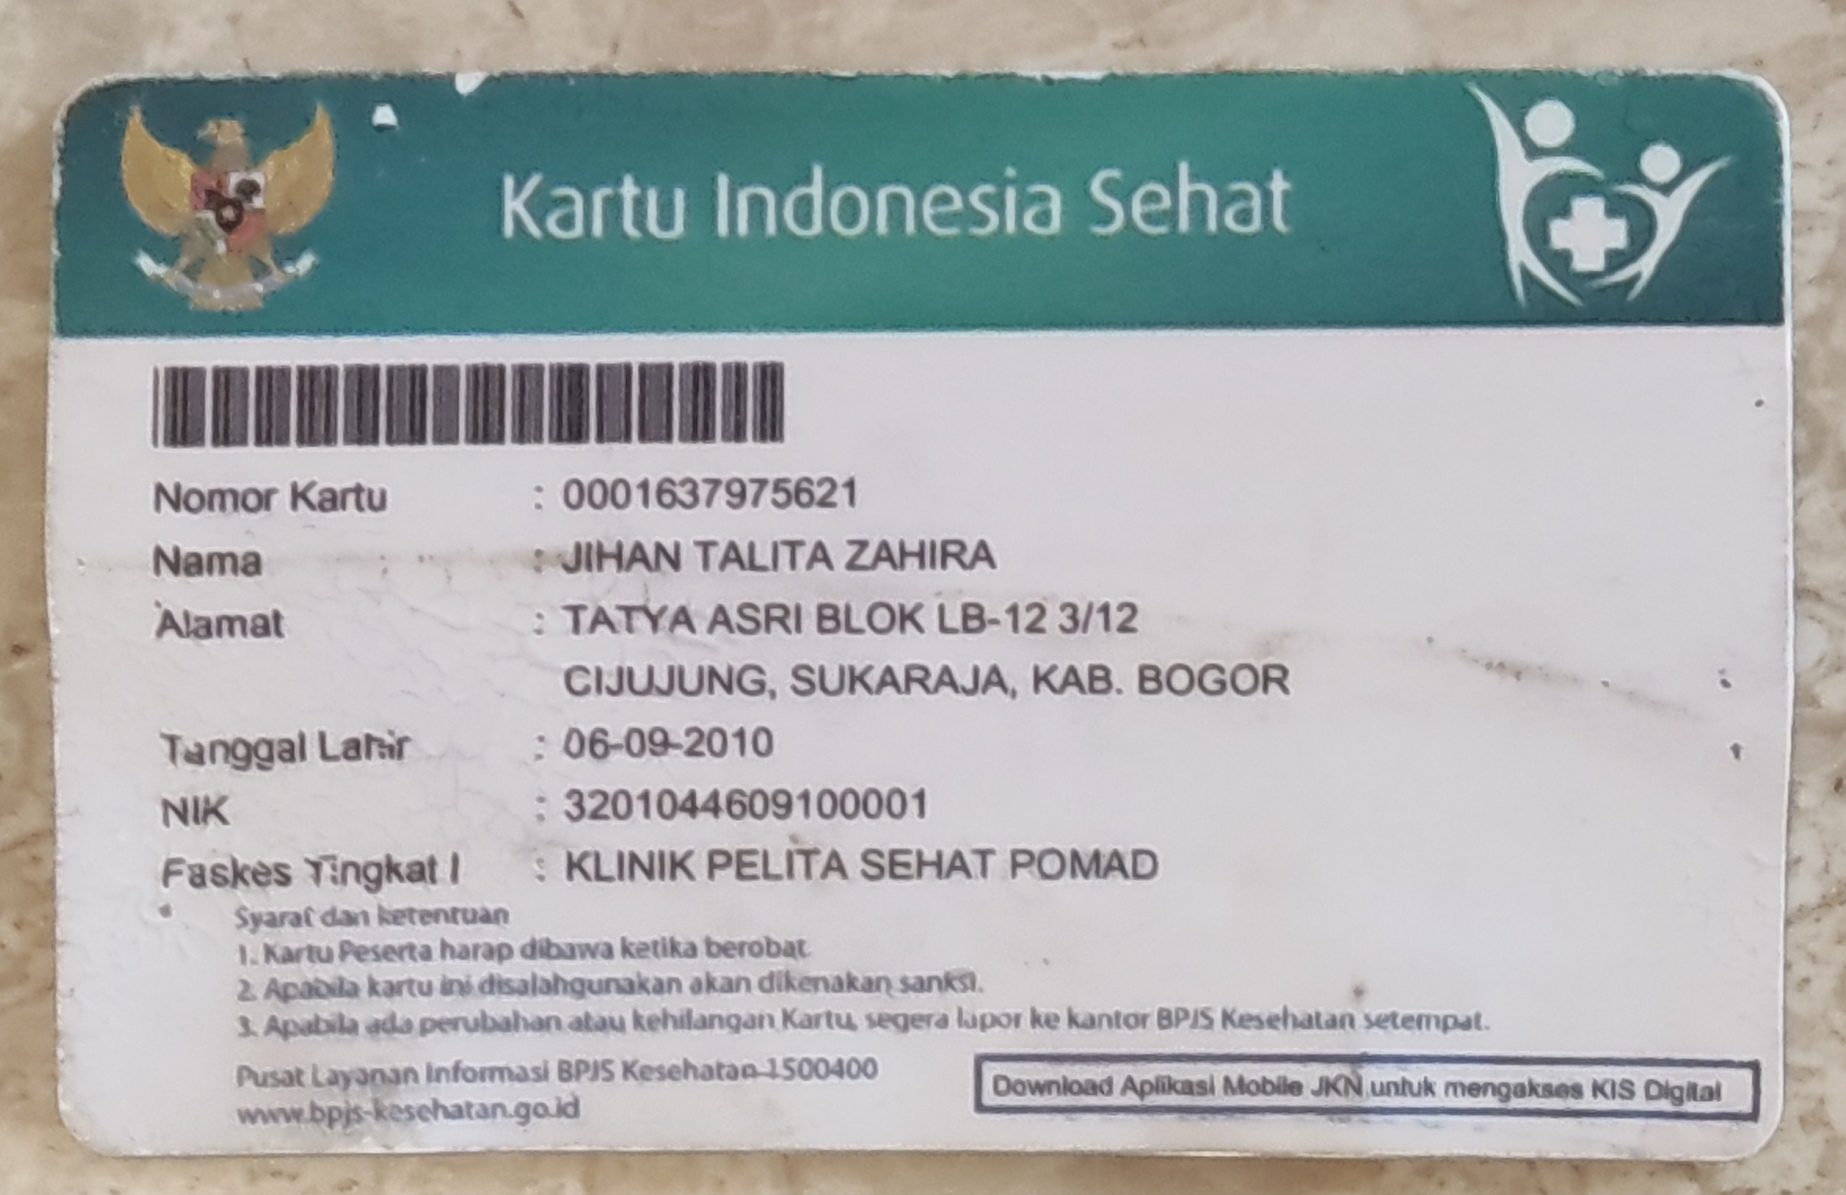 Kartu Indonesia Sehat
Nomor Kartu : 0001637975621
Nama : JIHAN TALITA ZAHIRA
Alamat : TATYA ASRI BLOK LB-12 3/12
CIJUJUNG, SUKARAJA, KAB. BOGOR
Tanggal Lahir : 06-09-2010
NIK : 3201044609100001
Faskes Tingkat I : KLINIK PELITA SEHAT POMAD
Syarat dan ketentuan
1. Kartu Peserta harap dibawa ketika berobat
2. Apabila kartu ini disalahgunakan akan dikenakan sanksi.
3. Apabila ada perubahan atau kehilangan Kartu, segera lapor ke kantor BPJS Kesehatan setempat.
Pusat Layanan Informasi BPJS Kesehatan 1500400
www.bpjs-kesehatan.go.id
Download Aplikasi Mobile JKN untuk mengakses KIS Digital